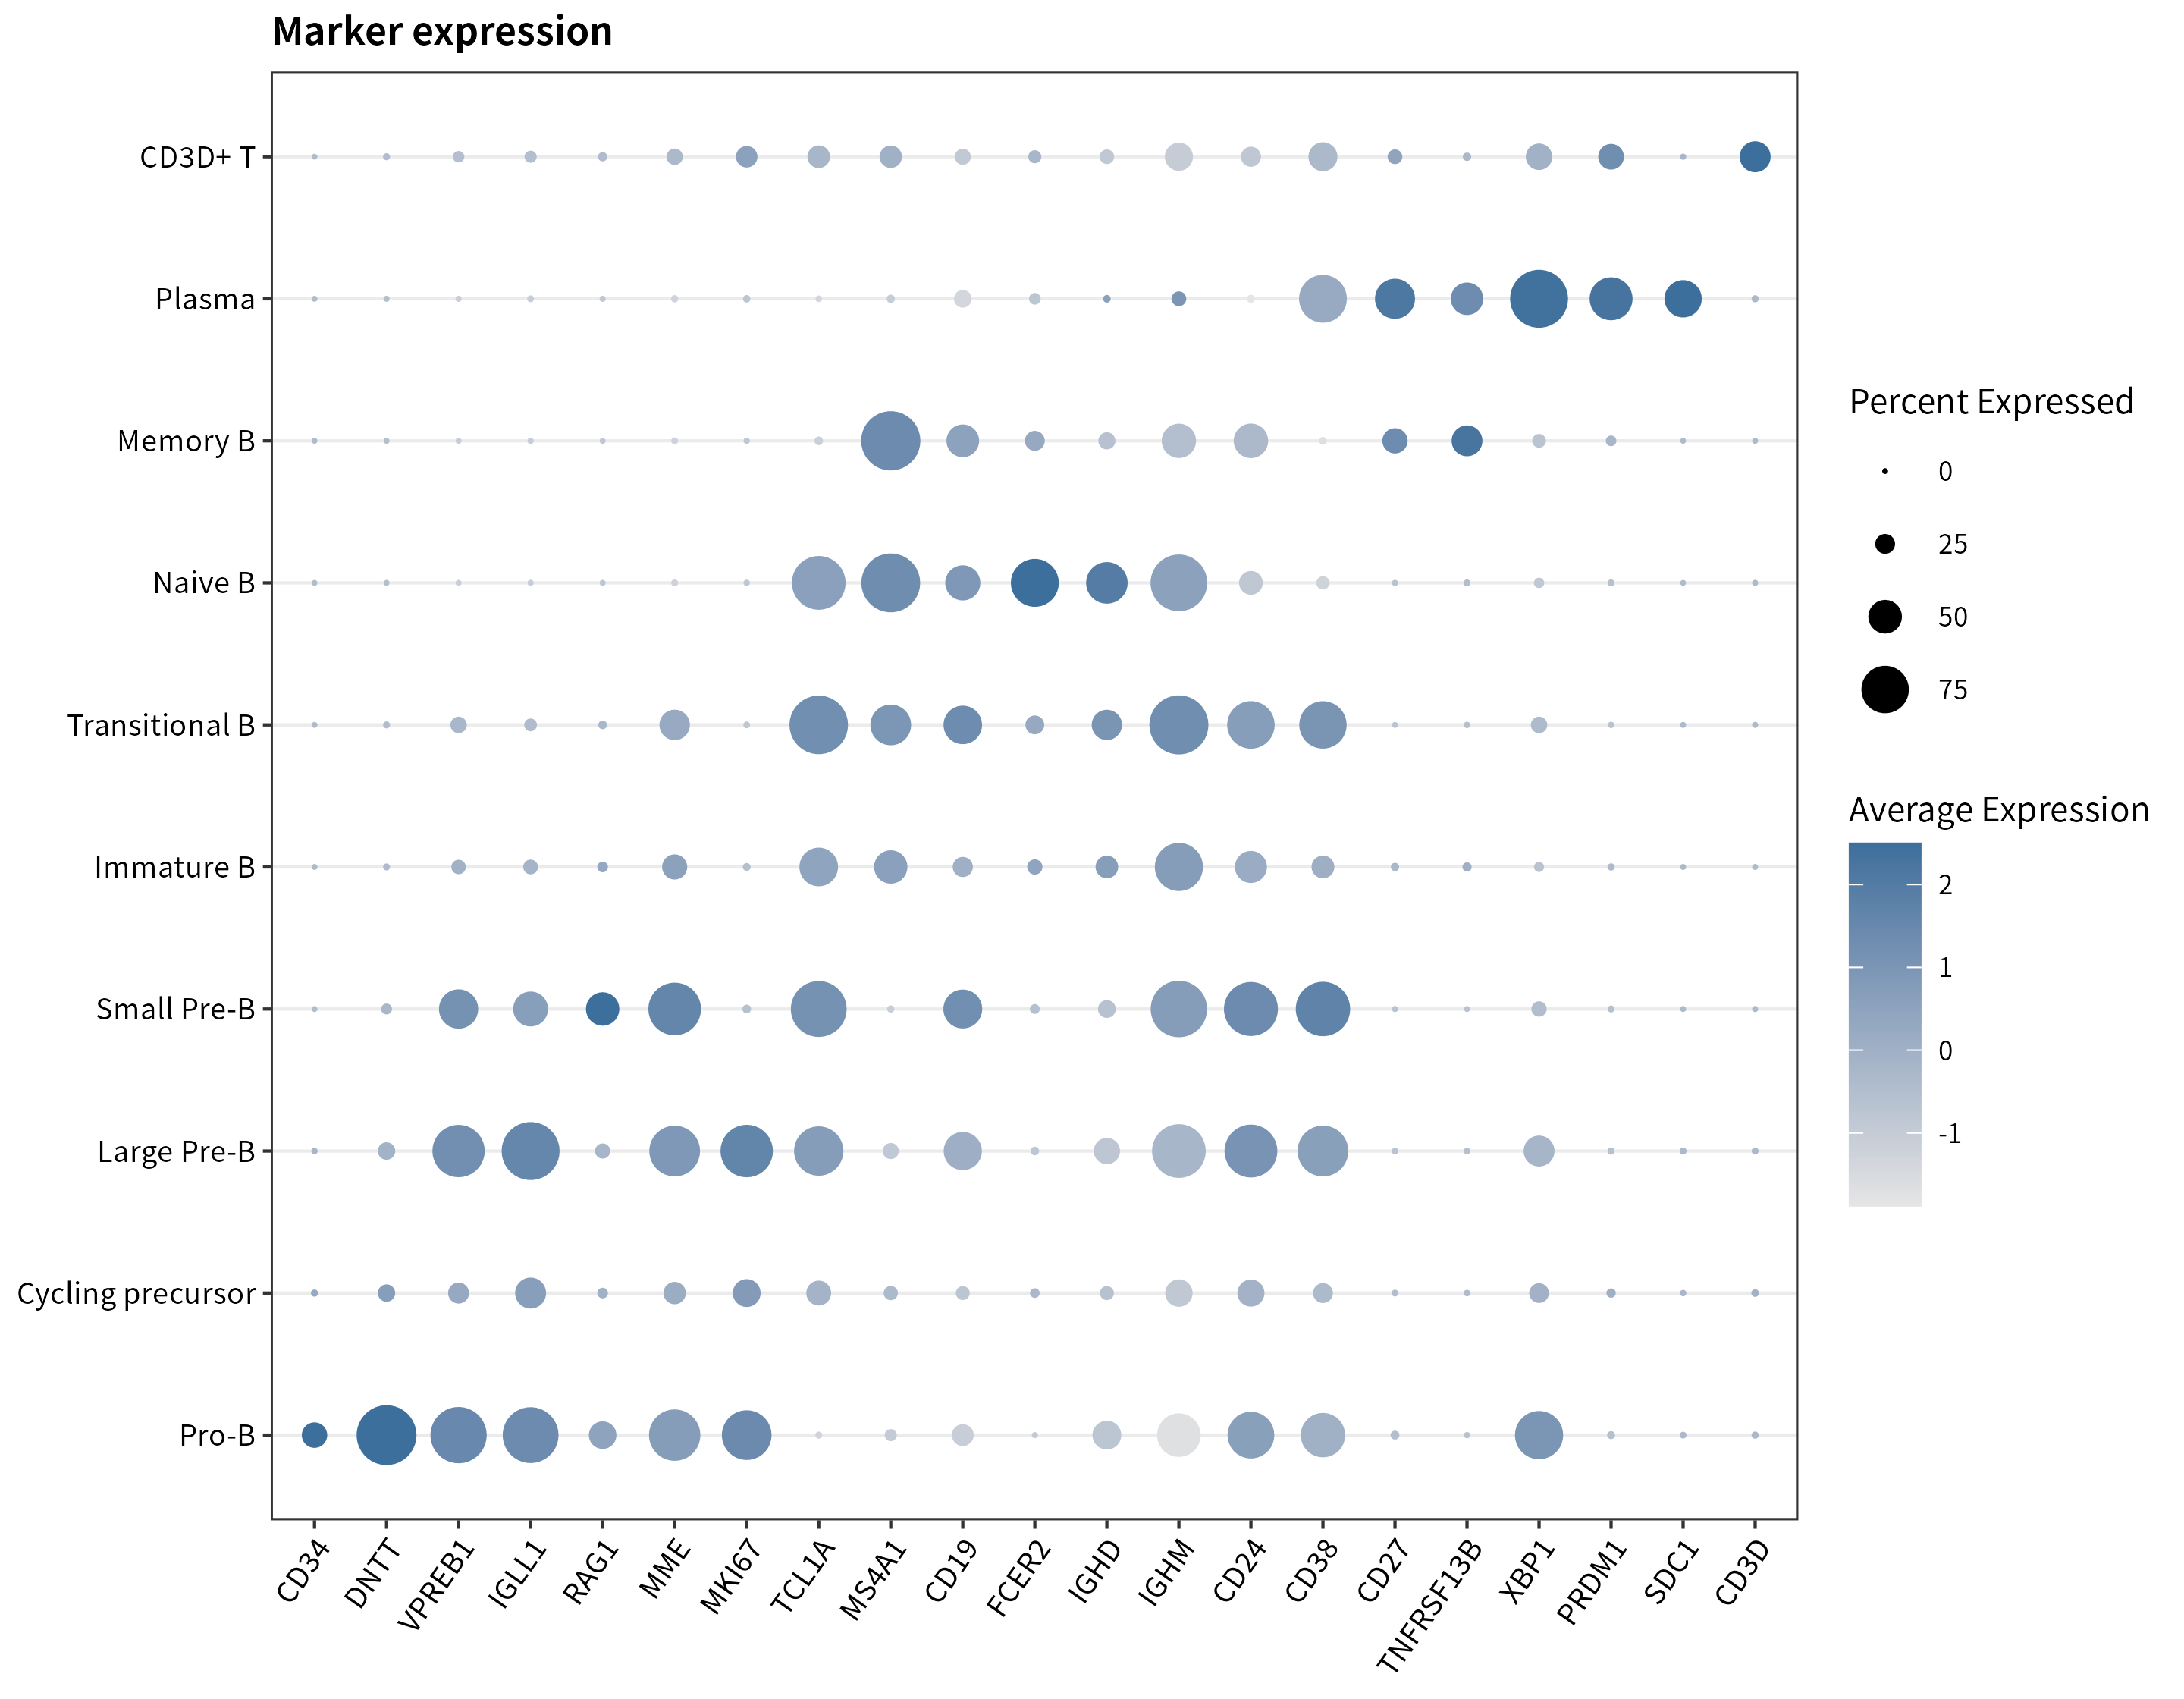 Marker expression
CD3D+ T
Plasma
Memory B
Naive B
Transitional B
Immature B
Small Pre-B
Large Pre-B
Cycling precursor
Pro-B
CD34
DNTT
VPREB1
IGLL1
RAG1
MME
MKI67
TCL1A
MS4A1
CD19
FCER2
IGHD
IGHM
CD24
CD38
CD27
TNFRSF13B
XBP1
PRDM1
SDC1
CD3D
Percent Expressed
0
25
50
75
Average Expression
2
1
0
-1